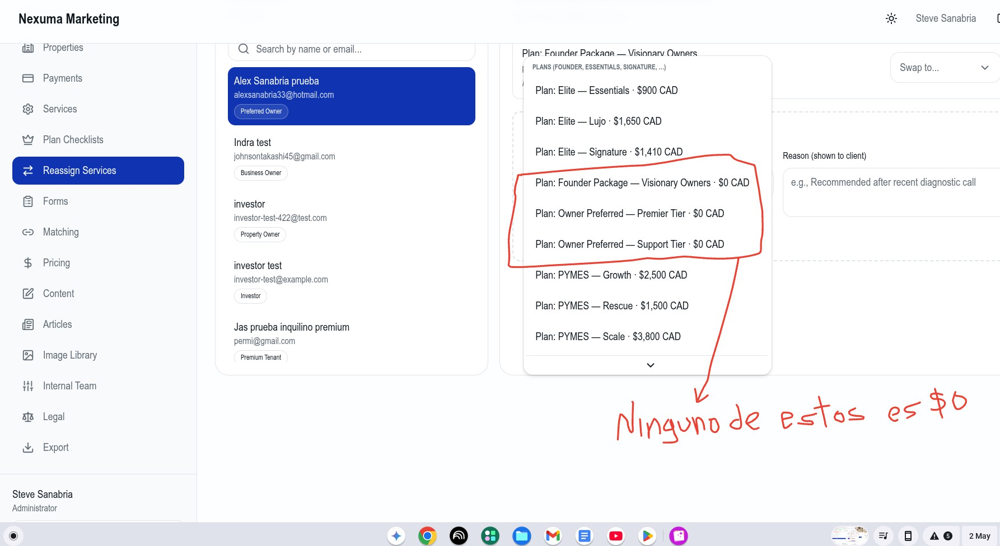 Nexuma Marketing
Steve Sanabria
Properties
Payments
Services
Plan Checklists
Reassign Services
Forms
Matching
Pricing
Content
Articles
Image Library
Internal Team
Legal
Export
Steve Sanabria
Administrator
Search by name or email...
Alex Sanabria prueba
alexsanabria33@hotmail.com
Preferred Owner
Indra test
johnsontakashi45@gmail.com
Business Owner
investor
investor-test-422@test.com
Property Owner
investor test
investor-test@example.com
Investor
Jas prueba inquilino premium
permi@gmail.com
Premium Tenant
Plan: Founder Package — Visionary Owners
Swap to...
PLANS (FOUNDER, ESSENTIALS, SIGNATURE, ...)
Plan: Elite — Essentials · $900 CAD
Plan: Elite — Lujo · $1,650 CAD
Plan: Elite — Signature · $1,410 CAD
Plan: Founder Package — Visionary Owners · $0 CAD
Plan: Owner Preferred — Premier Tier · $0 CAD
Plan: Owner Preferred — Support Tier · $0 CAD
Plan: PYMES — Growth · $2,500 CAD
Plan: PYMES — Rescue · $1,500 CAD
Plan: PYMES — Scale · $3,800 CAD
Reason (shown to client)
e.g., Recommended after recent diagnostic call
Ninguno de estos es $0
5
2 May